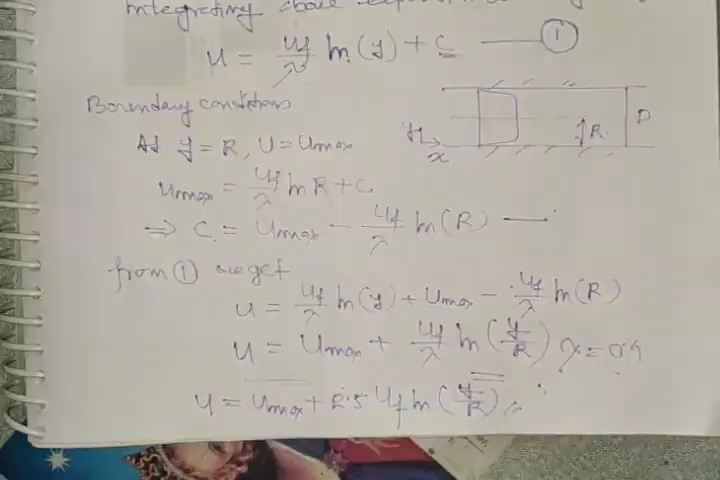 Integrating above
u = uf/λ ln (y) + C — ①
Boundary conditions
At y = R, U = Umax
Umax = uf/λ ln R + C
⇒ C = Umax − uf/λ ln (R)
y
x
R
D
from ① we get
u = uf/λ ln (y) + Umax − uf/λ ln (R)
u = Umax + uf/λ ln (y/R) λ = 0.4
u = Umax + 2.5 uf ln (y/R)